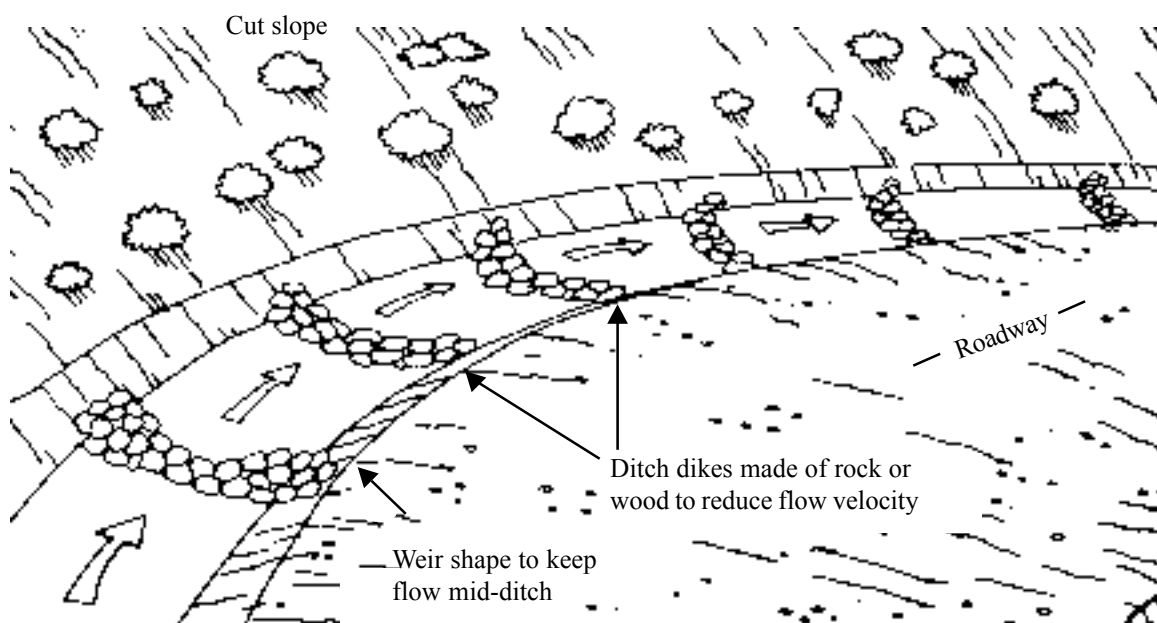 Cut slope
Roadway
Ditch dikes made of rock or
wood to reduce flow velocity
Weir shape to keep
flow mid-ditch